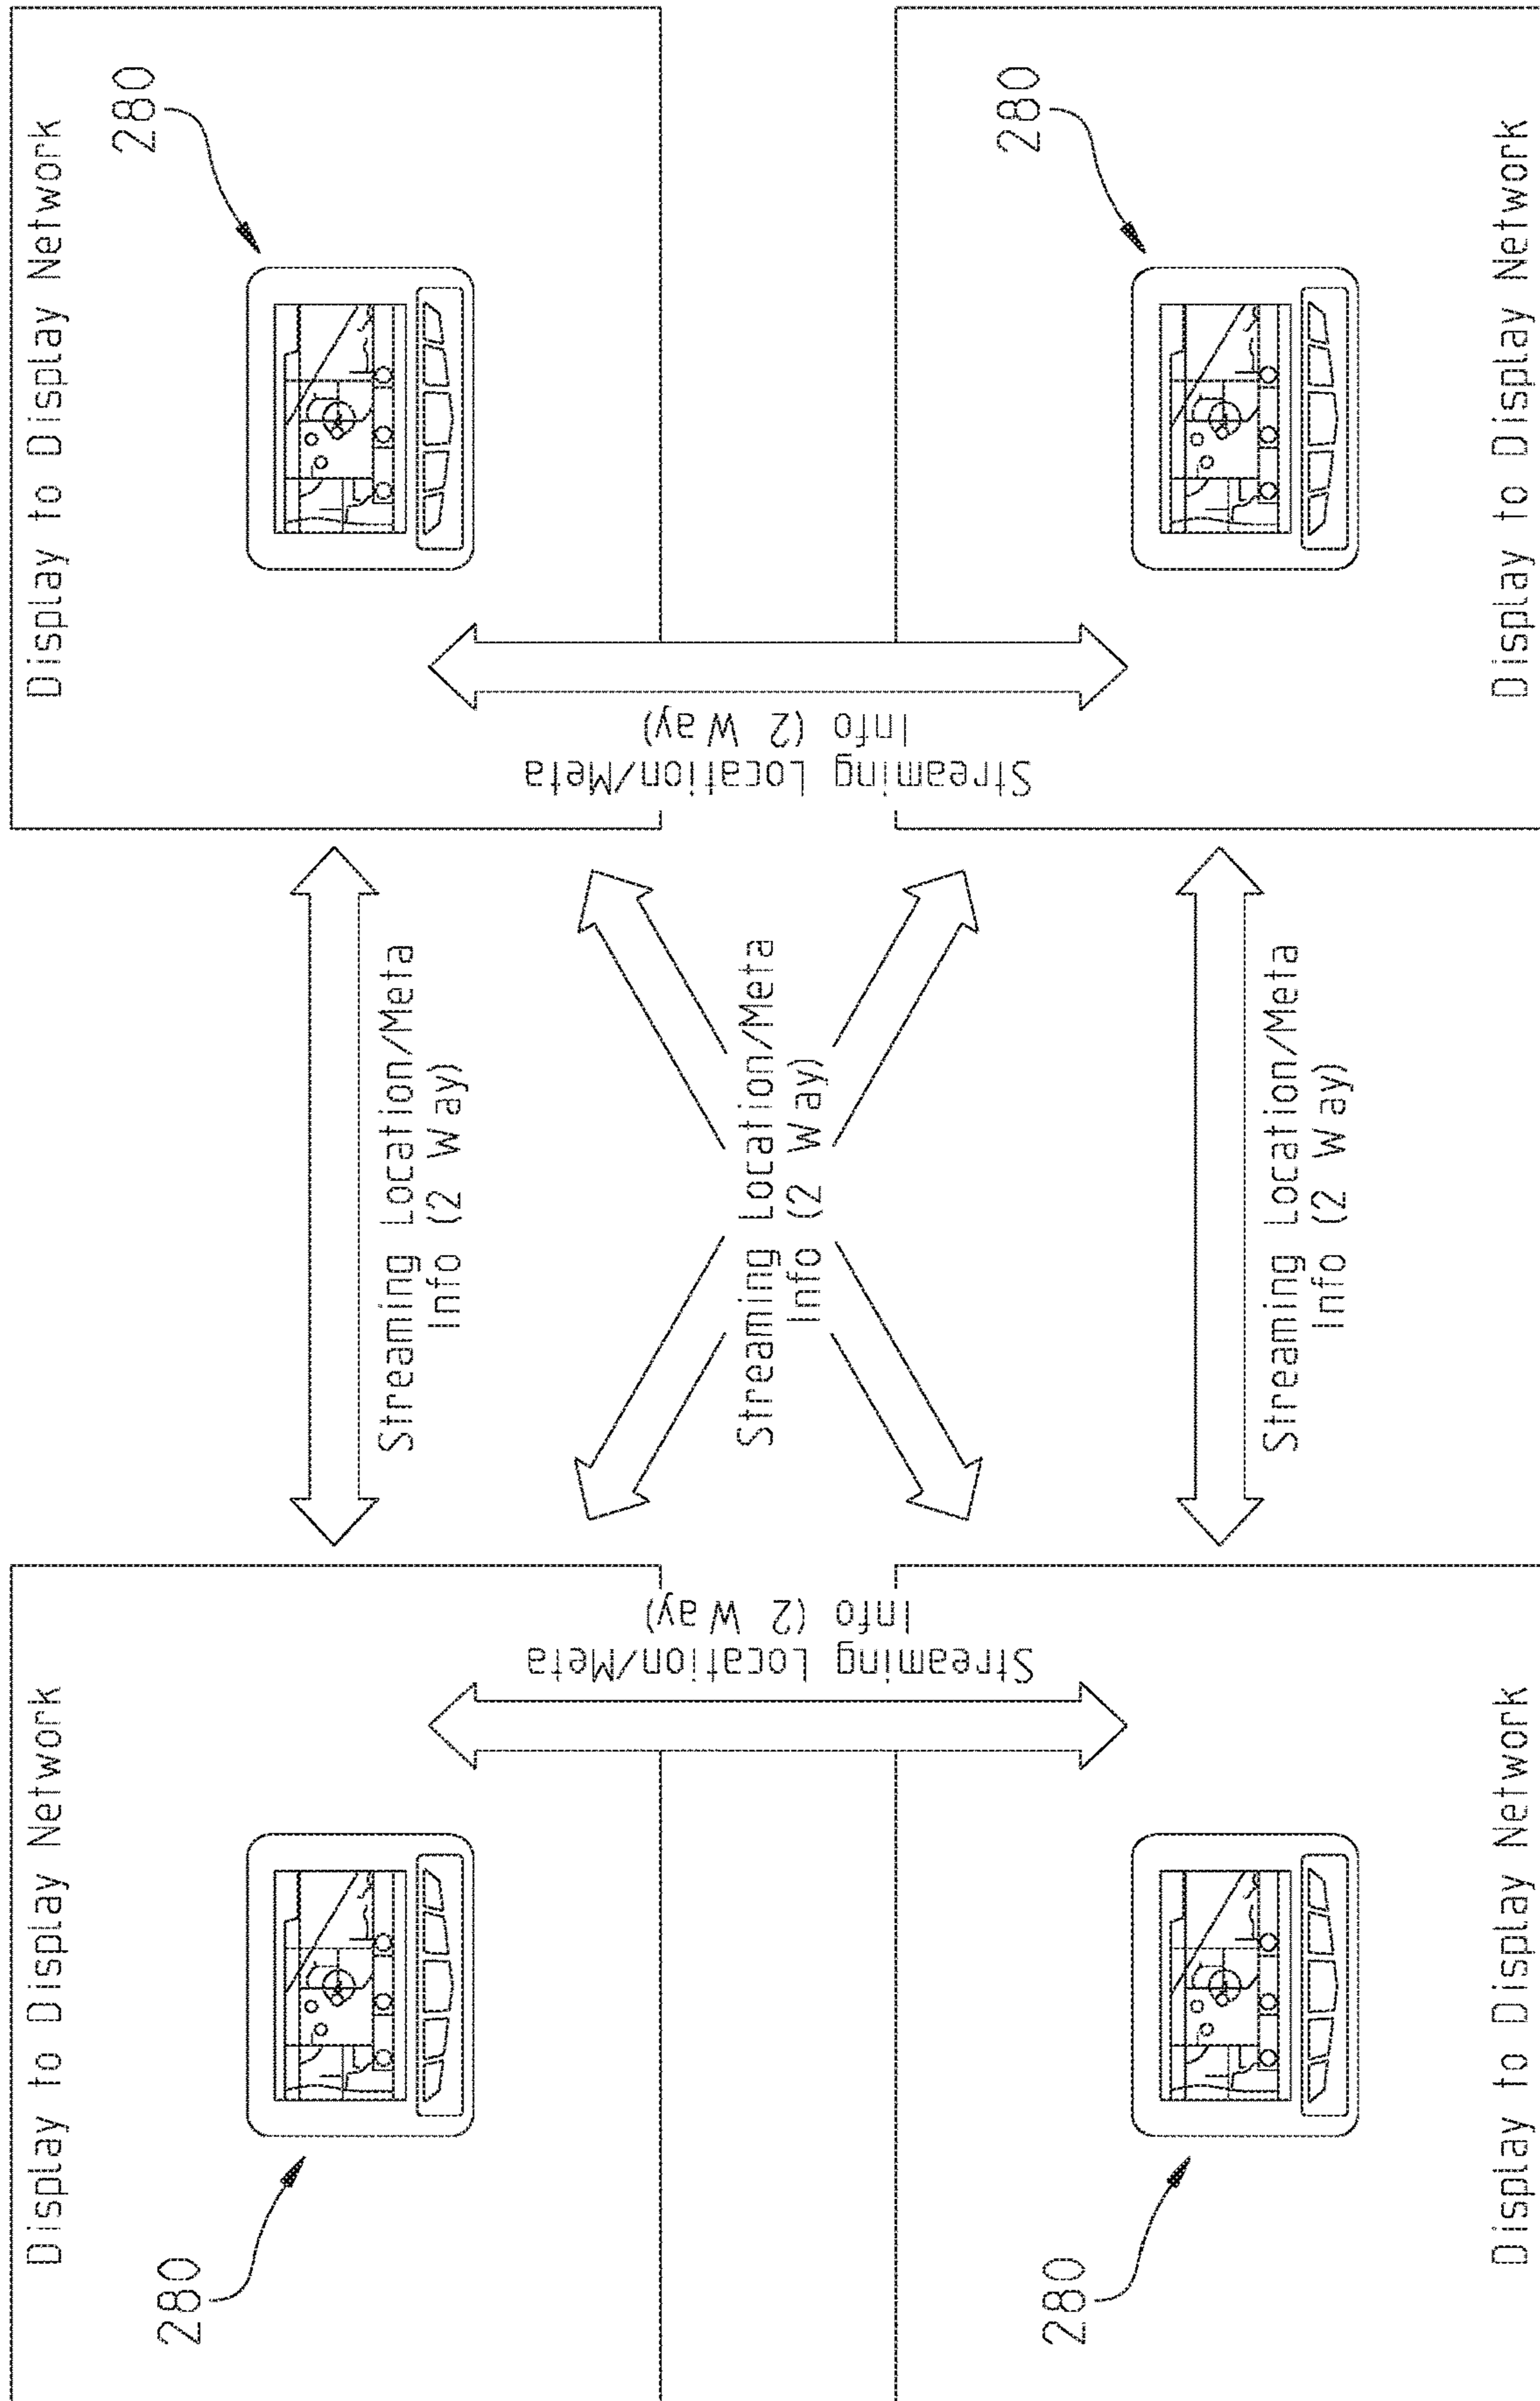 Display to Display Network
Display to Display Network
280
280
Streaming Location/Meta
Info (2 Way)
Streaming Location/Meta
Info (2 Way)
Streaming Location/Meta
Info (2 Way)
Streaming Location/Meta
Info (2 Way)
280
280
Streaming Location/Meta
Info (2 Way)
Display to Display Network
Display to Display Network